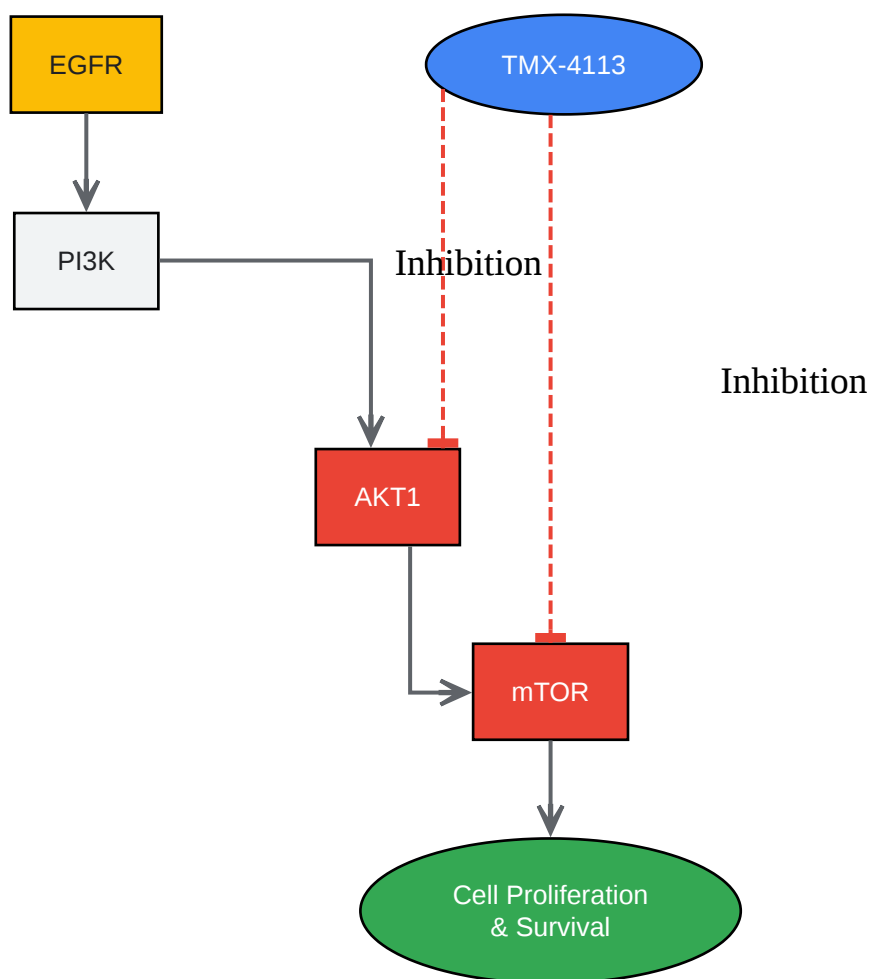 EGFR
TMX-4113
PI3K
Inhibition
Inhibition
AKT1
mTOR
Cell Proliferation
& Survival